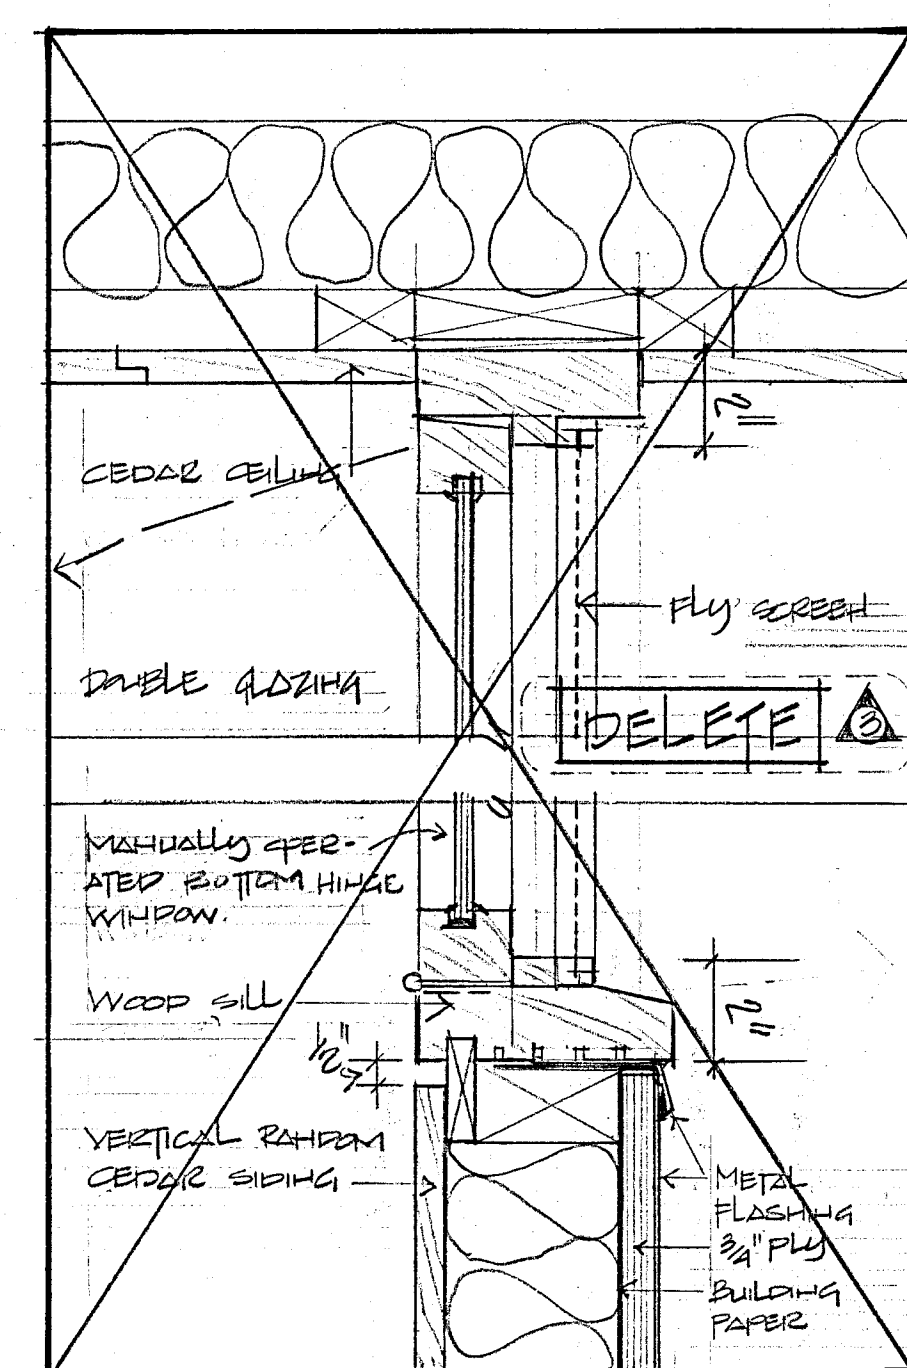 2"
CEDAR CEILING
FLY SCREEN
DOUBLE GLAZING
DELETE
3
MANUALLY OPER-
ATED BOTTOM HINGE
WINDOW.
WOOD SILL
2"
1/2"
VERTICAL RANDOM
CEDAR SIDING
METAL
FLASHING
3/4" PLY
BUILDING
PAPER